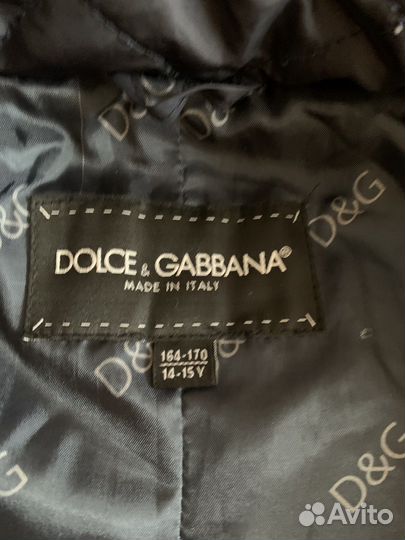 D&G
D&G
D&G
D&G
DOLCE & GABBANA®
MADE IN ITALY
164-170
14-15 Y
D&G
D&G
D&G
Avito